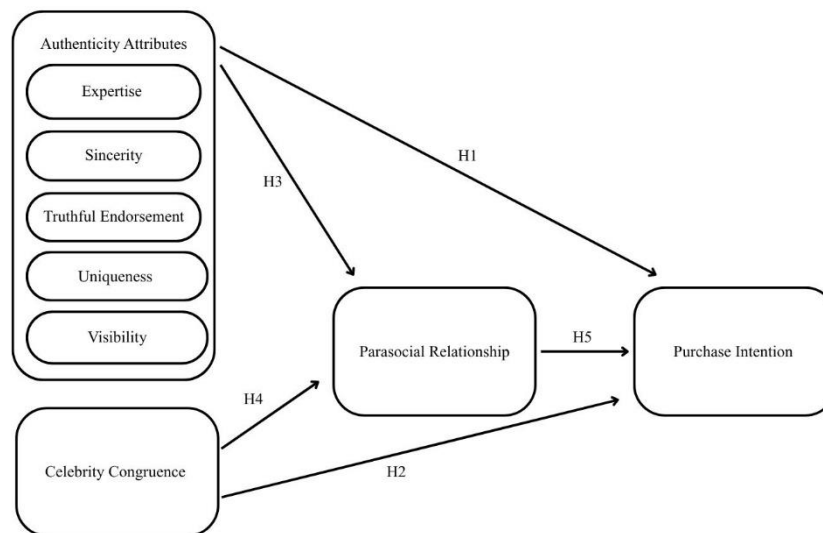 Authenticity Attributes
Expertise
Sincerity
Truthful Endorsement
Uniqueness
Visibility
H1
H3
Parasocial Relationship
H5
Purchase Intention
H4
Celebrity Congruence
H2